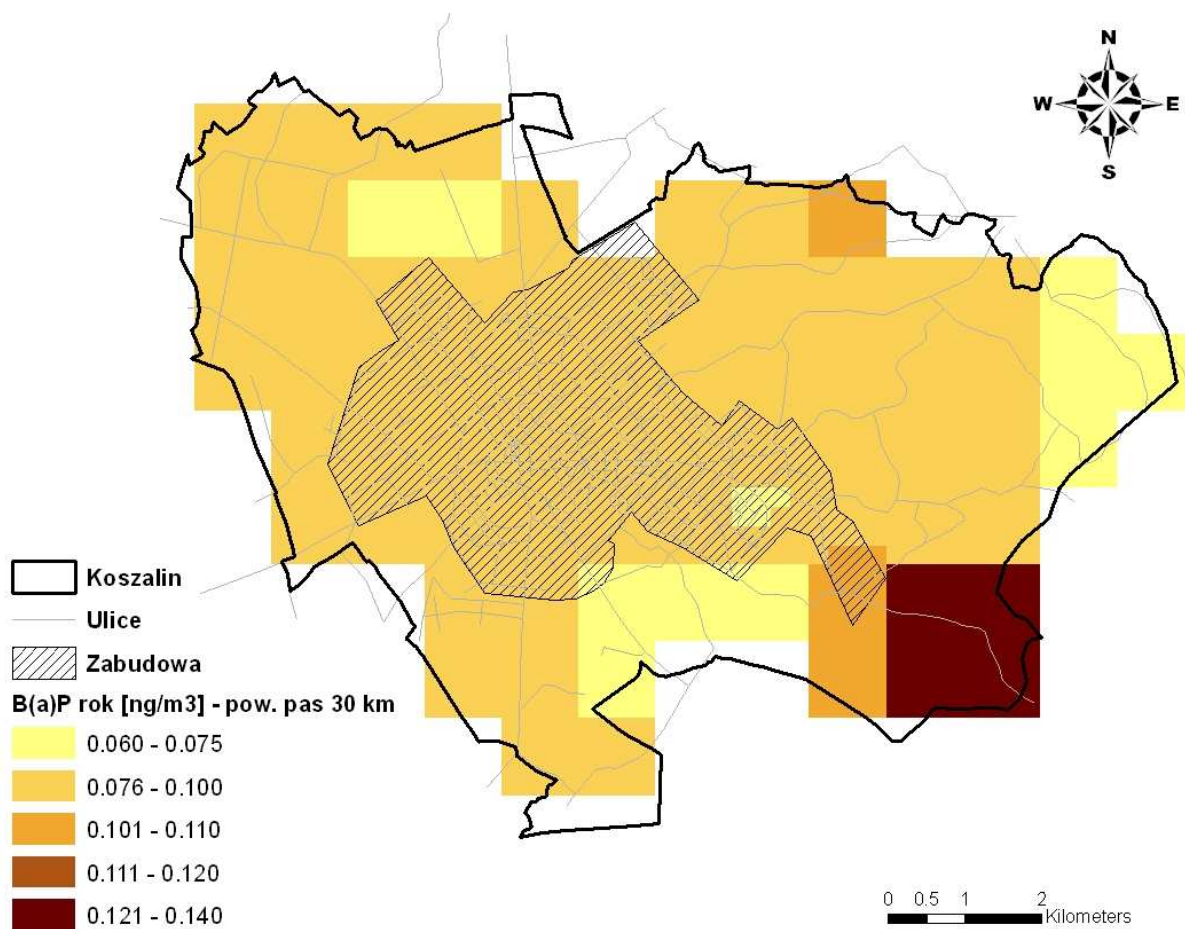 N
W E
S
Koszalin
Ulice
Zabudowa
B(a)P rok [ng/m3] - pow. pas 30 km
0.060 - 0.075
0.076 - 0.100
0.101 - 0.110
0.111 - 0.120
0.121 - 0.140
0 0.5 1 2
Kilometers